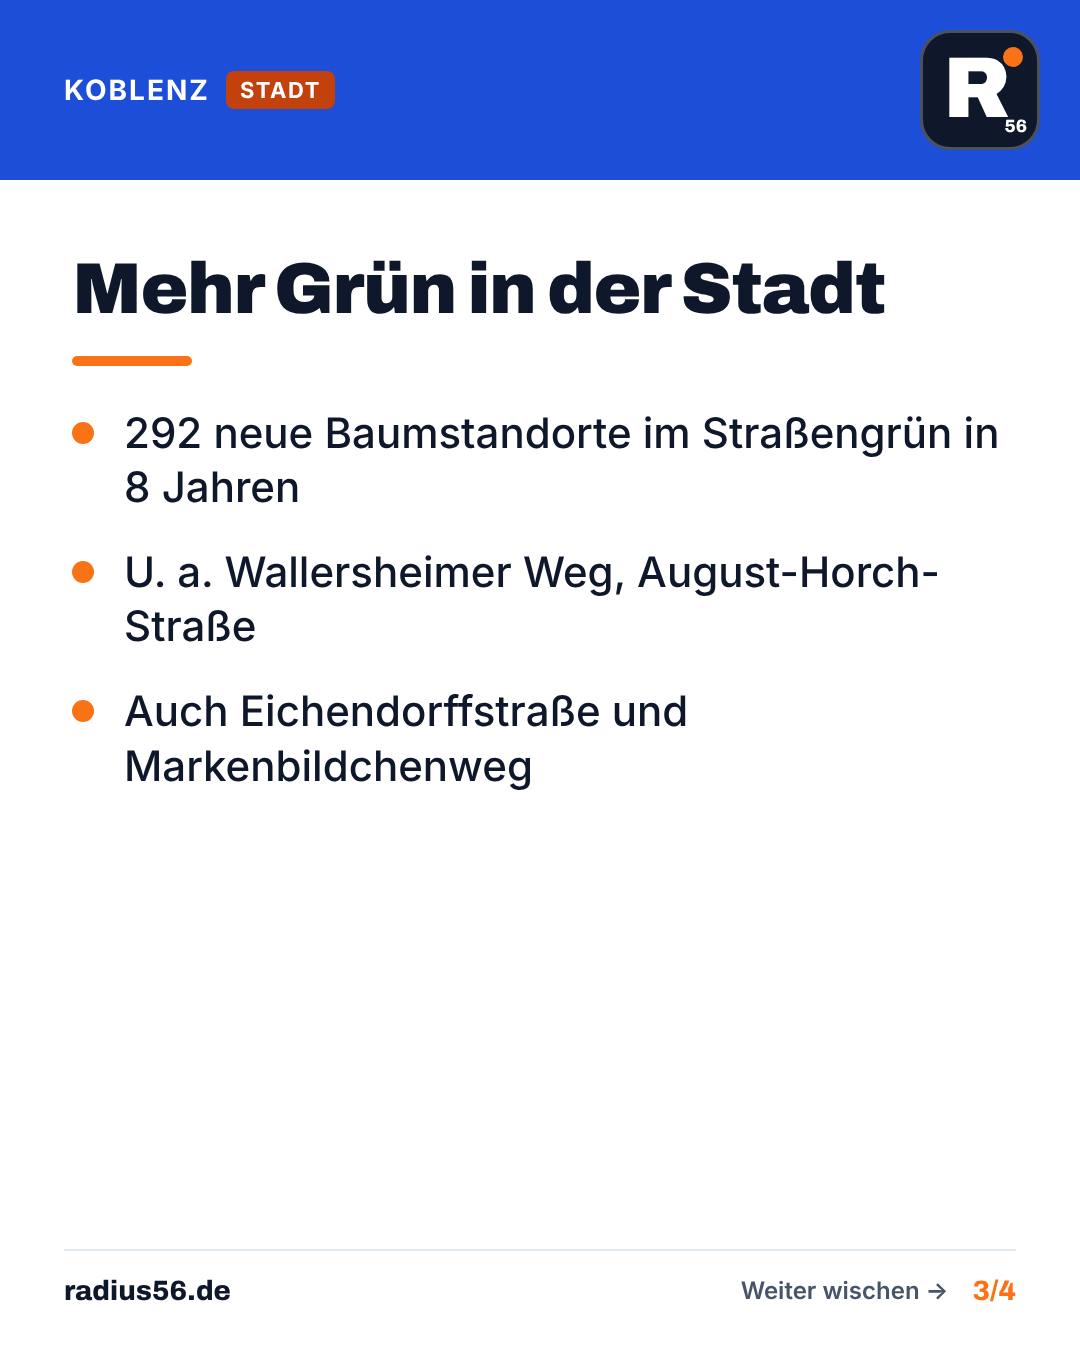 KOBLENZ STADT
R
56
Mehr Grün in der Stadt
292 neue Baumstandorte im Straßengrün in
8 Jahren
U. a. Wallersheimer Weg, August-Horch-
Straße
Auch Eichendorffstraße und
Markenbildchenweg
radius56.de
Weiter wischen → 3/4